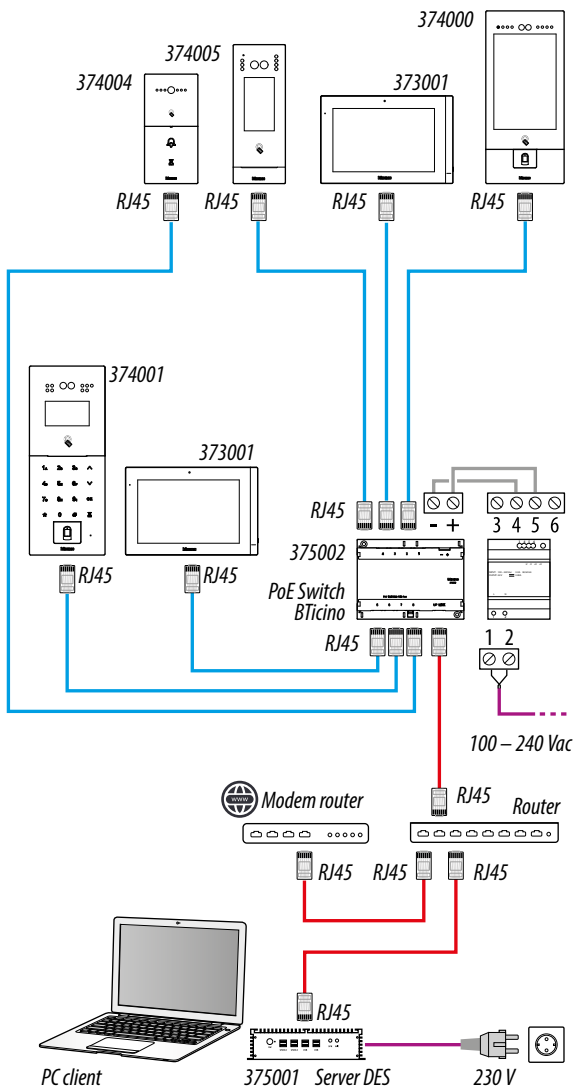 374000
374005
374004
373001
RJ45
RJ45
RJ45
RJ45
374001
373001
RJ45
- +
3 4 5 6
375002
PoE Switch
BTicino
RJ45
RJ45
RJ45
1 2
100 – 240 Vac
RJ45
www
Modem router
Router
RJ45
RJ45
RJ45
RJ45
PC client
375001
Server DES
230 V